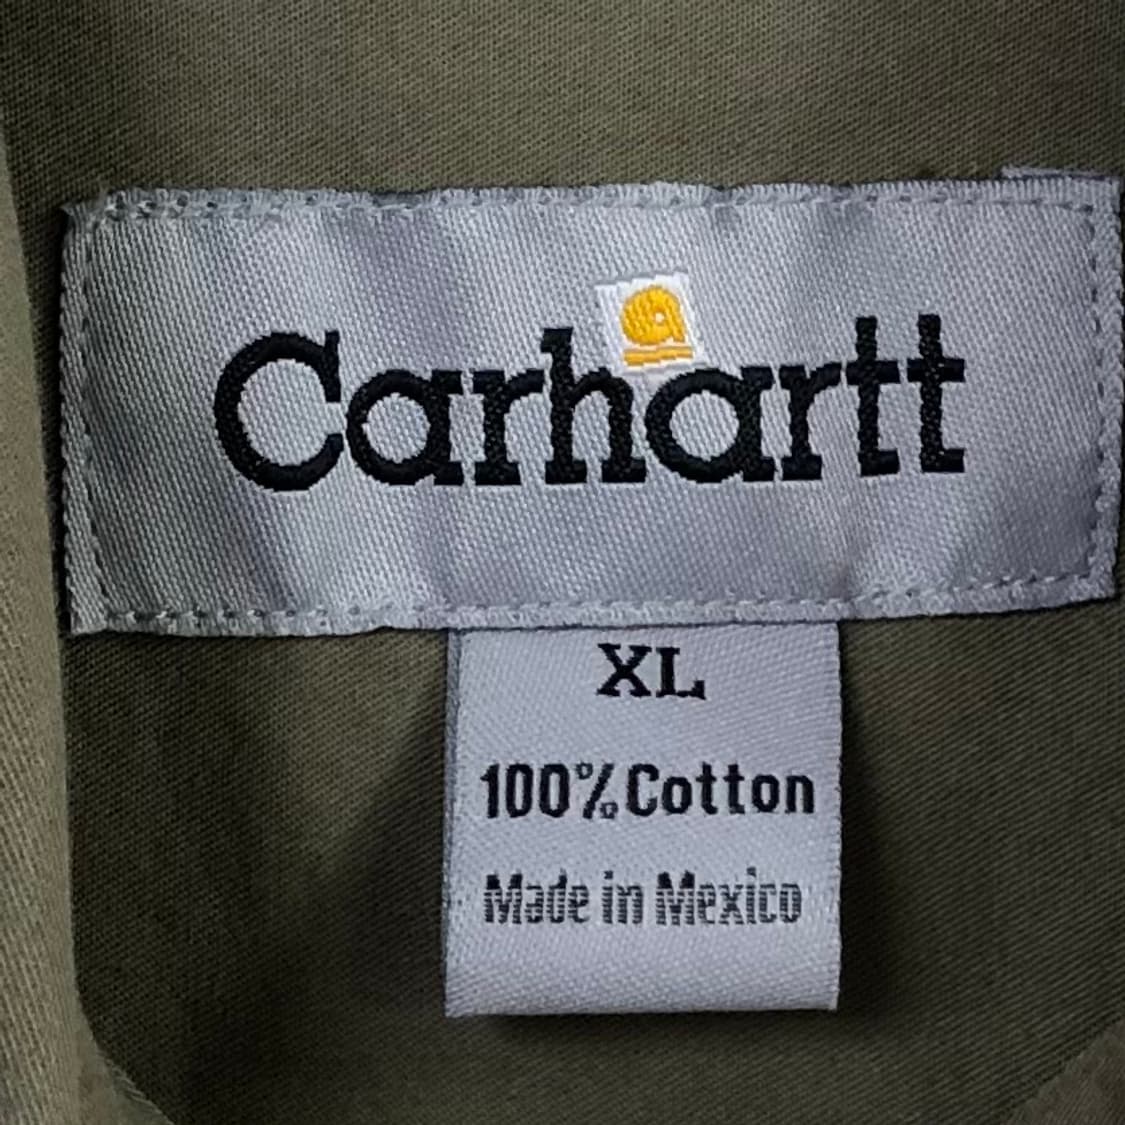 Carhartt
XL
100% Cotton
Made in Mexico